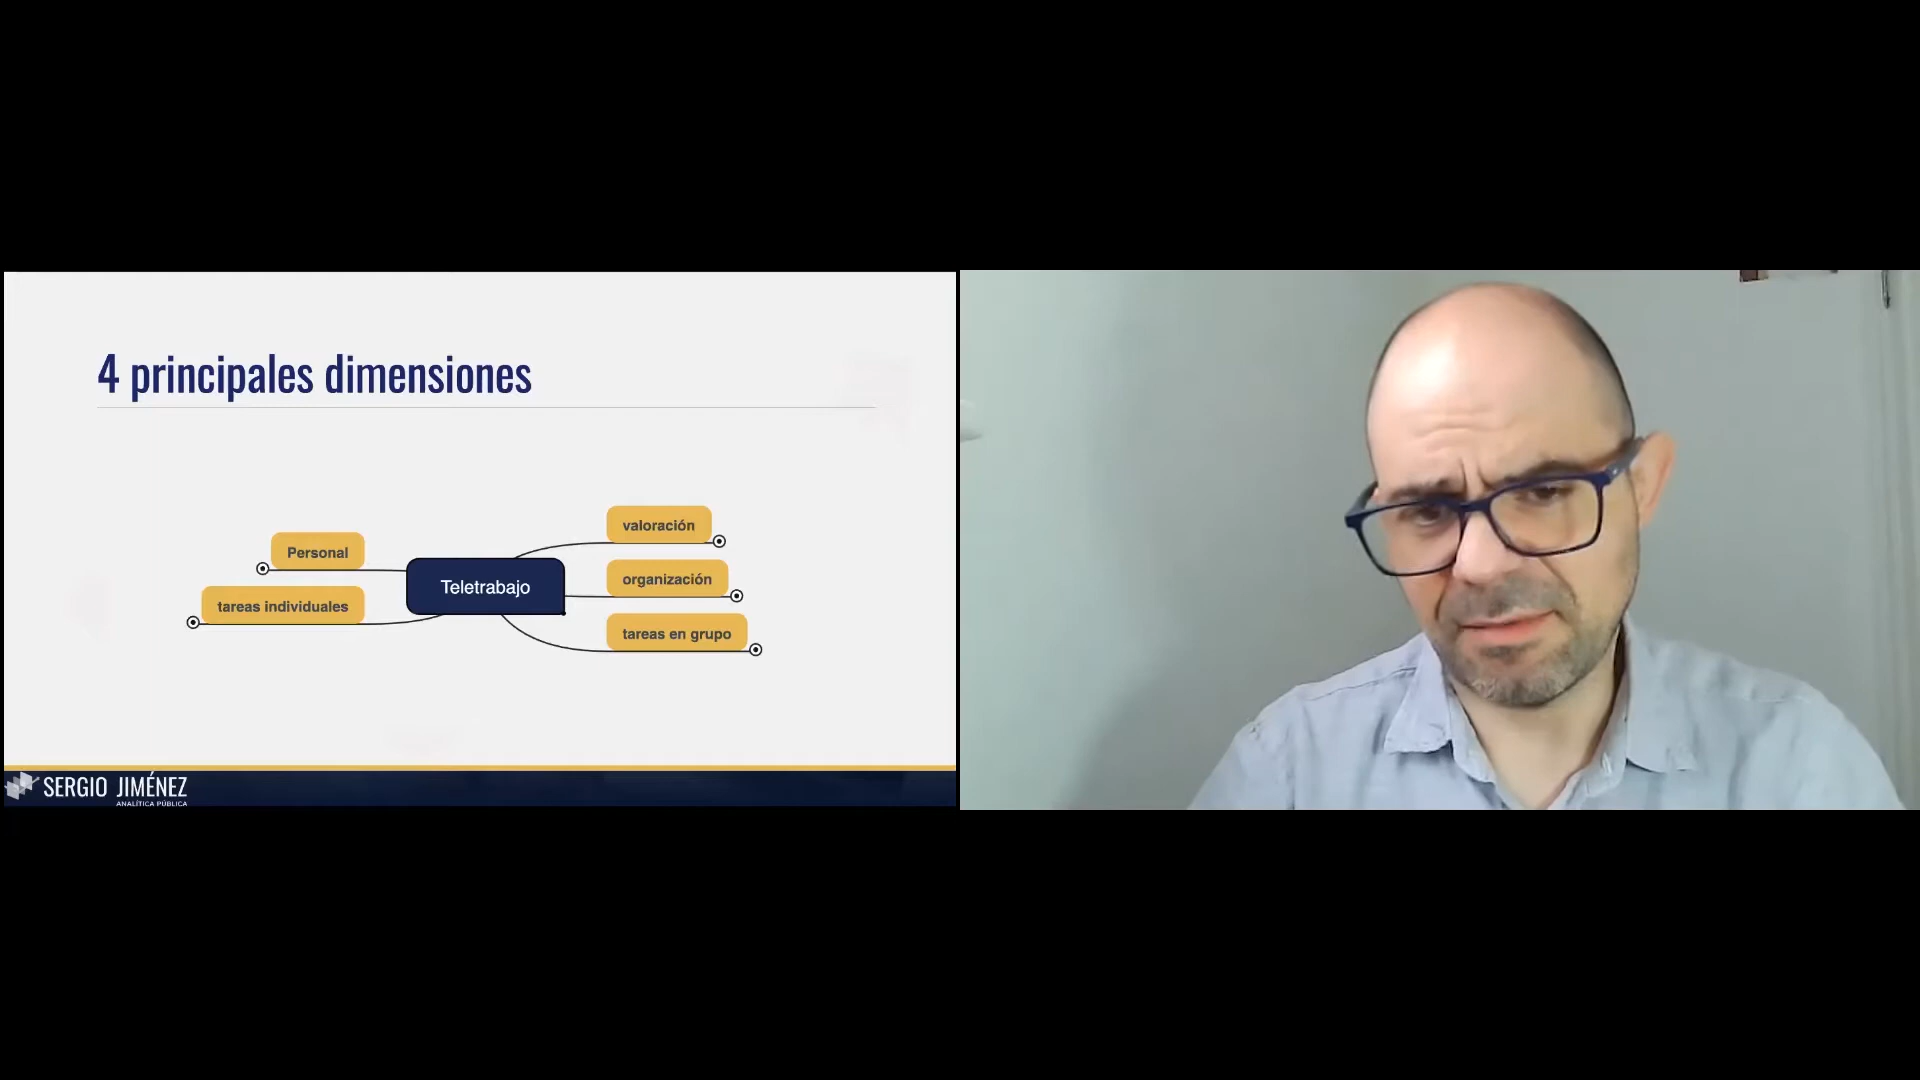 4 principales dimensiones
Personal
tareas individuales
Teletrabajo
valoración
organización
tareas en grupo
SERGIO JIMÉNEZ
ANALÍTICA PÚBLICA